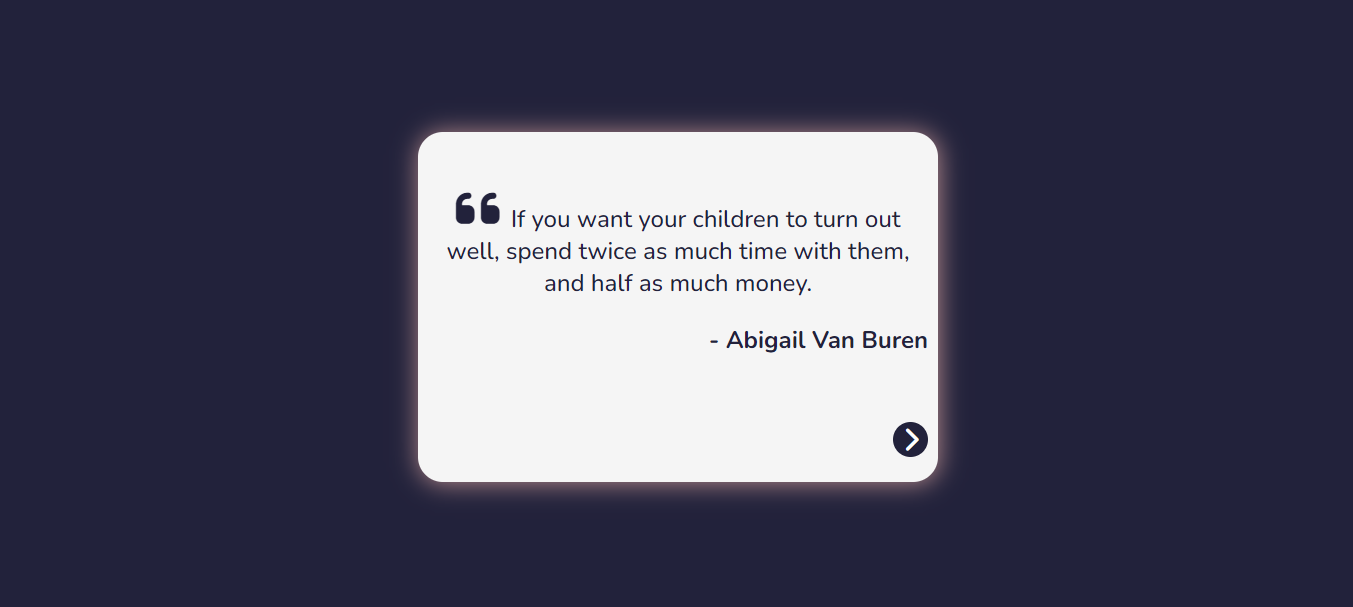 ❝ If you want your children to turn out
well, spend twice as much time with them,
and half as much money.
- Abigail Van Buren